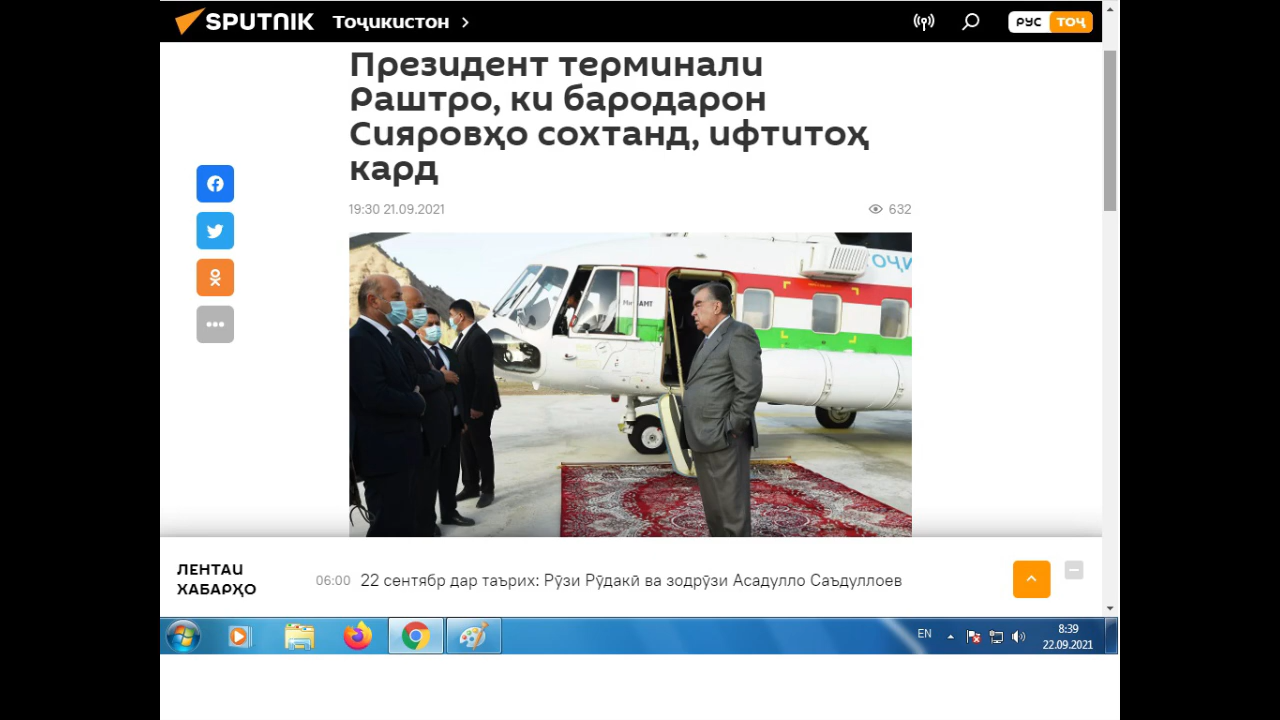 SPUTNIK Тоҷикистон
РУС ТОҶ
Президент терминали
Раштро, ки бародарон
Сияровҳо сохтанд, ифтитоҳ
кард
19:30 21.09.2021 632
ЛЕНТАИ
ХАБАРҲО
06:00 22 сентябр дар таърих: Рӯзи Рӯдакӣ ва зодрӯзи Асадулло Саъдуллоев
EN
8:39
22.09.2021